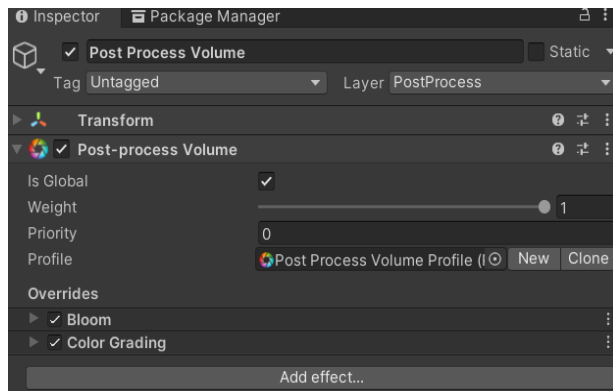 Inspector Package Manager
Post Process Volume Static
Tag Untagged Layer PostProcess
Transform
Post-process Volume
Is Global
Weight 1
Priority 0
Profile Post Process Volume Profile ( New Clone
Overrides
Bloom
Color Grading
Add effect...